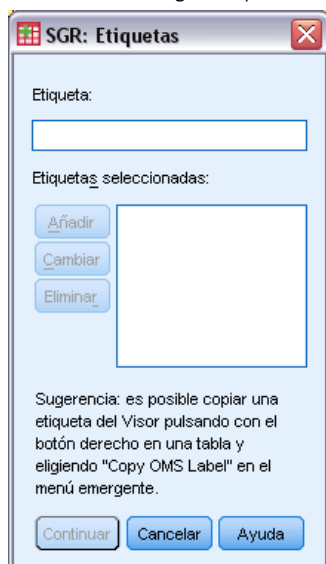 SGR: Etiquetas
Etiqueta:
Etiquetas seleccionadas:
Añadir
Cambiar
Eliminar
Sugerencia: es posible copiar una
etiqueta del Visor pulsando con el
botón derecho en una tabla y
eligiendo "Copy OMS Label" en el
menú emergente.
Continuar Cancelar Ayuda